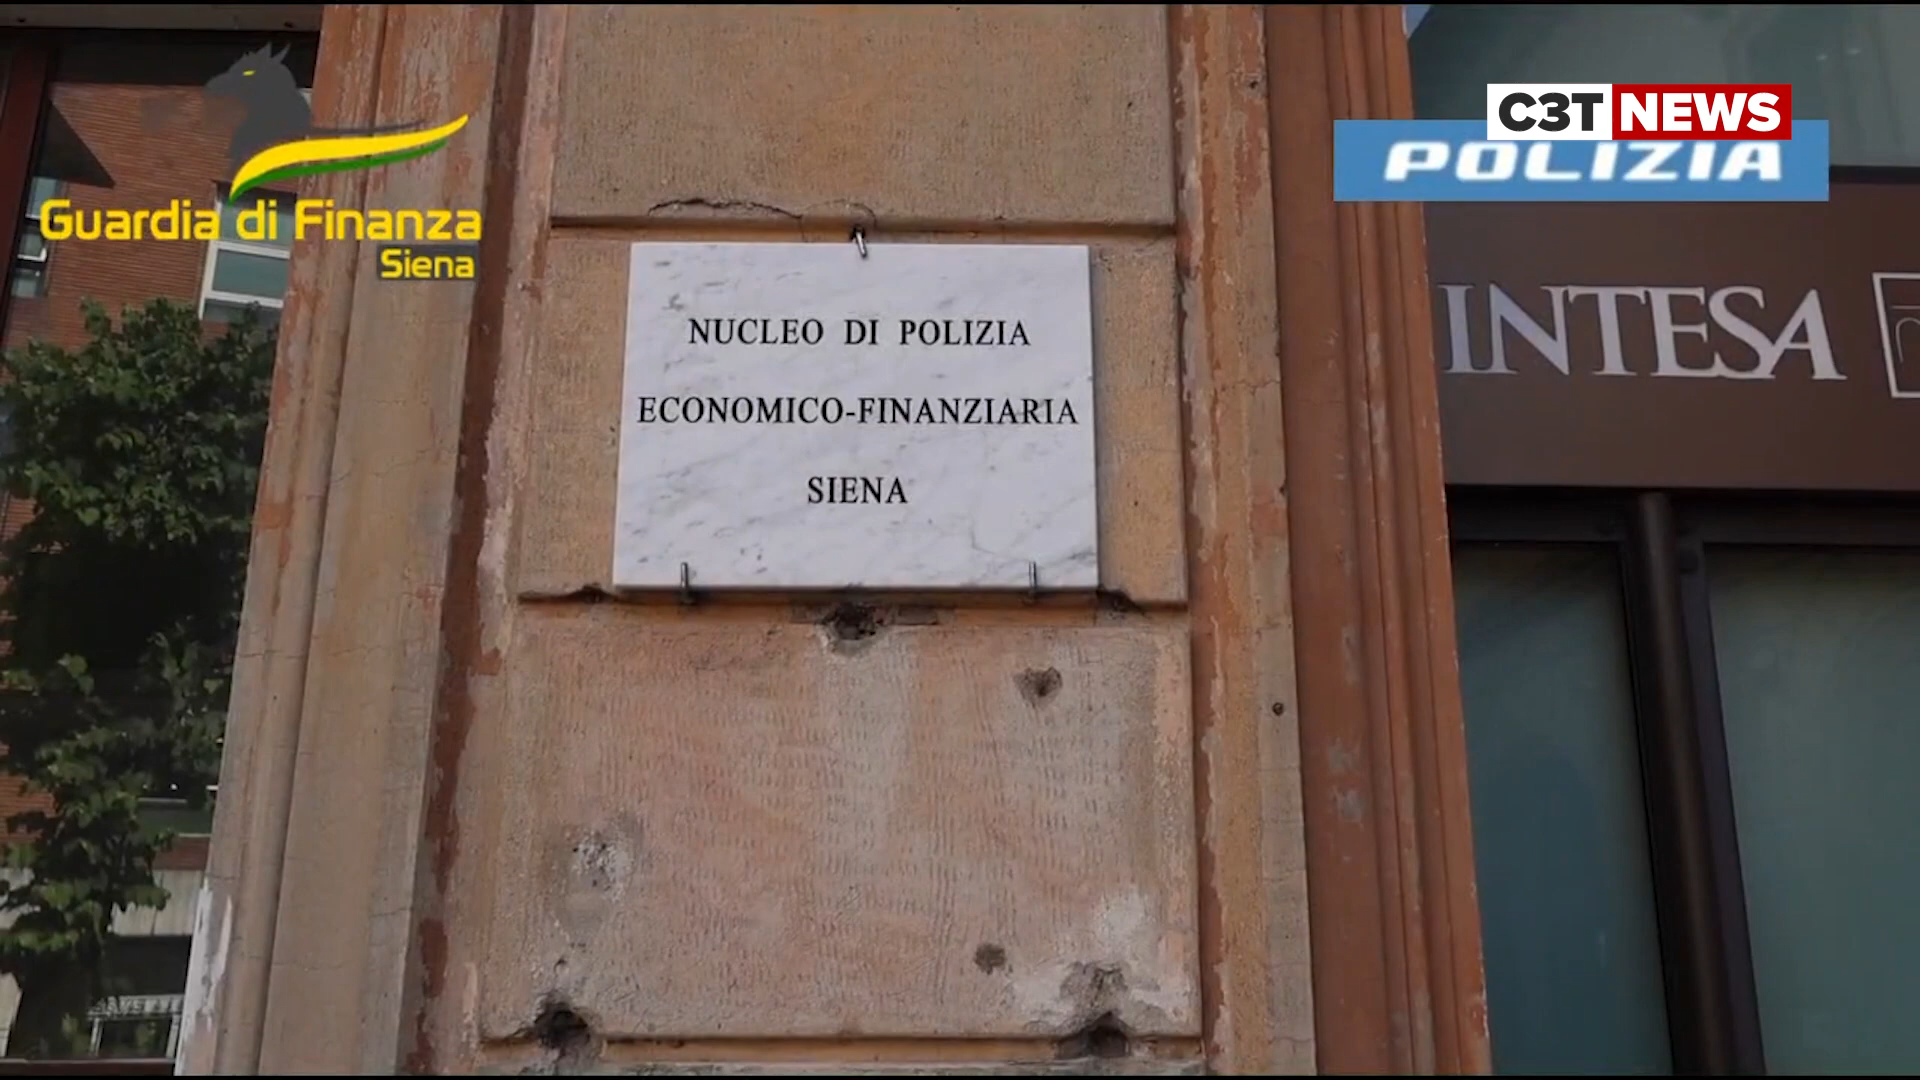 Guardia di Finanza
Siena
C3T NEWS
POLIZIA
NUCLEO DI POLIZIA
ECONOMICO-FINANZIARIA
SIENA
INTESA